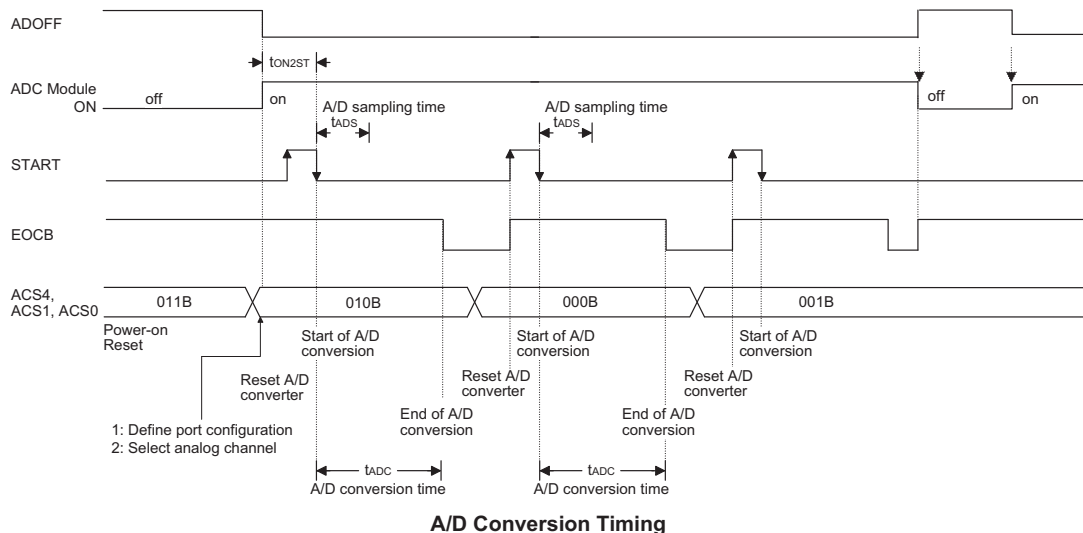 ADOFF
tON2ST
ADC Module
ON
off
on
A/D sampling time
tADS
A/D sampling time
tADS
off
on
START
EOCB
ACS4,
ACS1, ACS0
011B
010B
000B
001B
Power-on
Reset
Start of A/D
conversion
Start of A/D
conversion
Start of A/D
conversion
Reset A/D
converter
Reset A/D
converter
Reset A/D
converter
End of A/D
conversion
End of A/D
conversion
1: Define port configuration
2: Select analog channel
tADC
A/D conversion time
tADC
A/D conversion time
A/D Conversion Timing